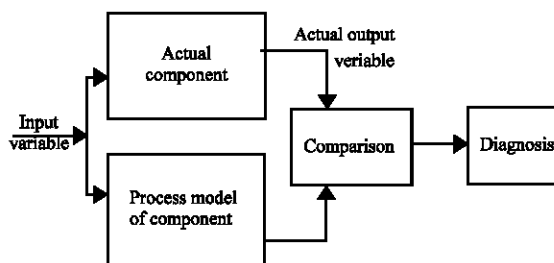 Actual
component
Actual output
veriable
Input
variable
Comparison
Diagnosis
Process model
of component